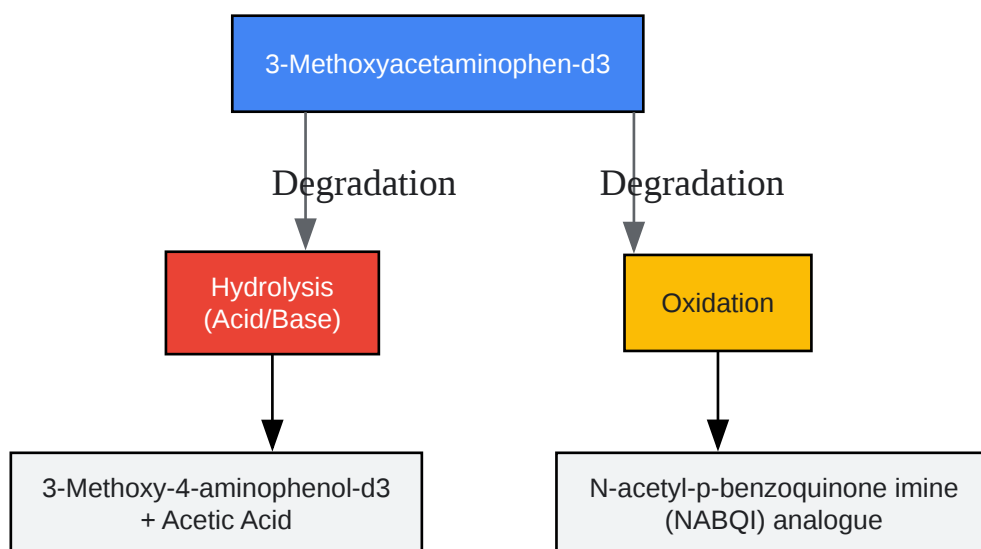 3-Methoxyacetaminophen-d3
Degradation
Degradation
Hydrolysis
(Acid/Base)
Oxidation
3-Methoxy-4-aminophenol-d3
+ Acetic Acid
N-acetyl-p-benzoquinone imine
(NABQI) analogue